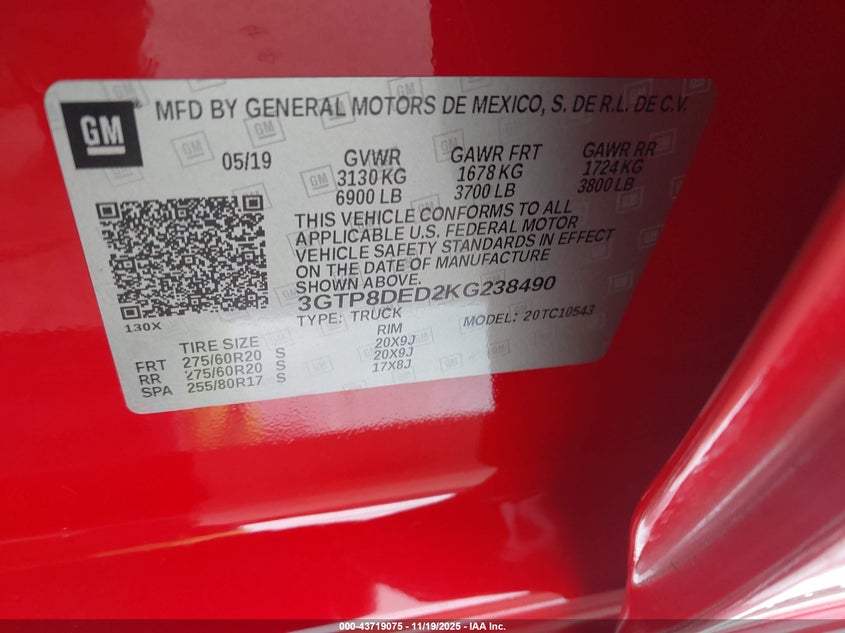 GM
MFD BY GENERAL MOTORS DE MEXICO, S. DE R.L. DE C.V.
05/19 GVWR GAWR FRT GAWR RR
3130 KG 1678 KG 1724 KG
6900 LB 3700 LB 3800 LB
THIS VEHICLE CONFORMS TO ALL
APPLICABLE U.S. FEDERAL MOTOR
VEHICLE SAFETY STANDARDS IN EFFECT
ON THE DATE OF MANUFACTURE
SHOWN ABOVE.
3GTP8DED2KG238490
130X
TYPE: TRUCK MODEL: 20TC10543
TIRE SIZE RIM
FRT 275/60R20 S 20X9J
RR 275/60R20 S 20X9J
SPA 255/80R17 S 17X8J
000-43719075 - 11/19/2025 - IAA Inc.